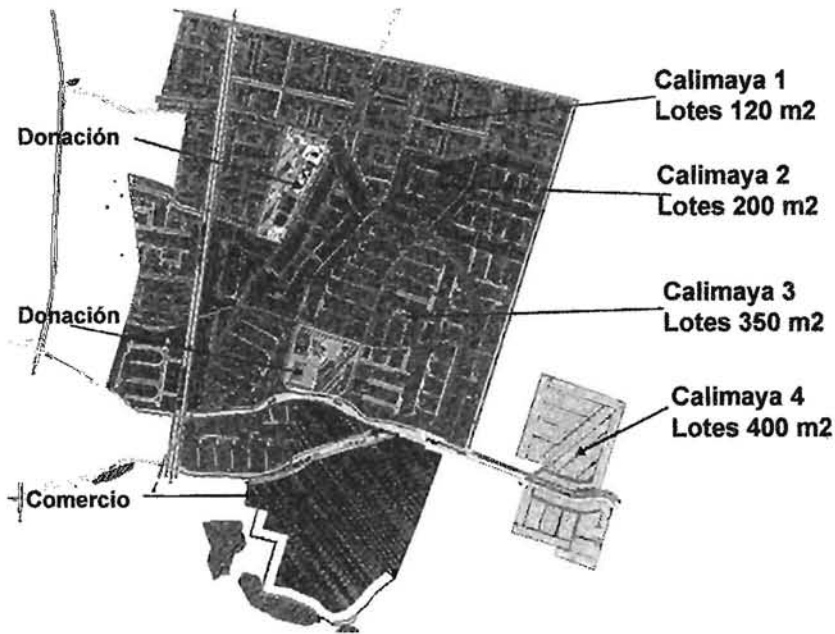 Calimaya 1
Lotes 120 m2
Donación
Calimaya 2
Lotes 200 m2
Calimaya 3
Lotes 350 m2
Donación
Calimaya 4
Lotes 400 m2
Comercio